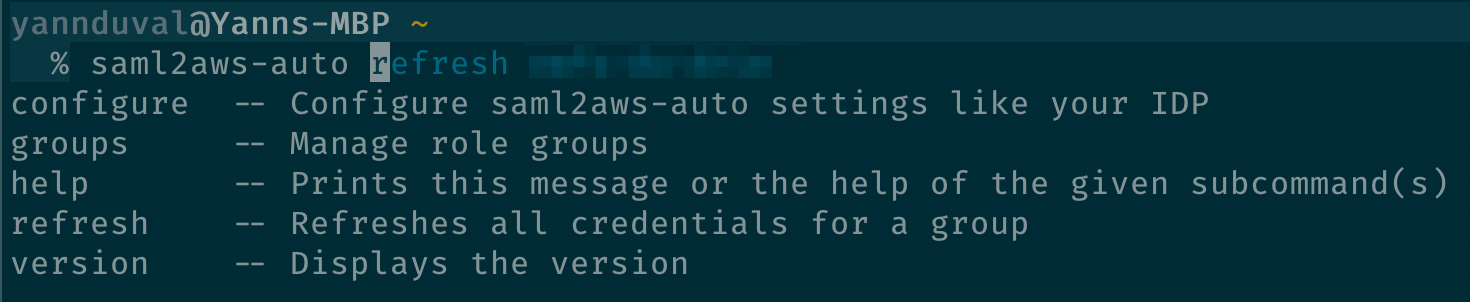 yannduval@Yanns-MBP ~
% saml2aws-auto refresh
configure -- Configure saml2aws-auto settings like your IDP
groups -- Manage role groups
help -- Prints this message or the help of the given subcommand(s)
refresh -- Refreshes all credentials for a group
version -- Displays the version